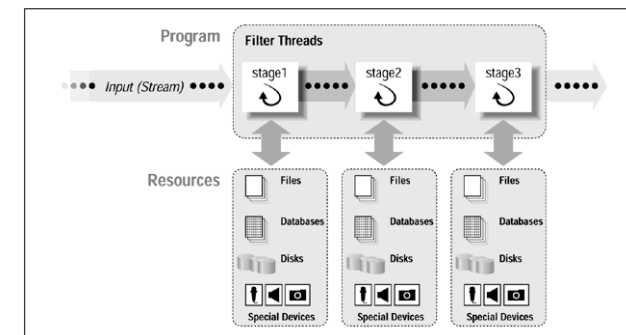 Program
Filter Threads
Input (Stream)
stage1
stage2
stage3
Resources
Files
Databases
Disks
Special Devices
Files
Databases
Disks
Special Devices
Files
Databases
Disks
Special Devices